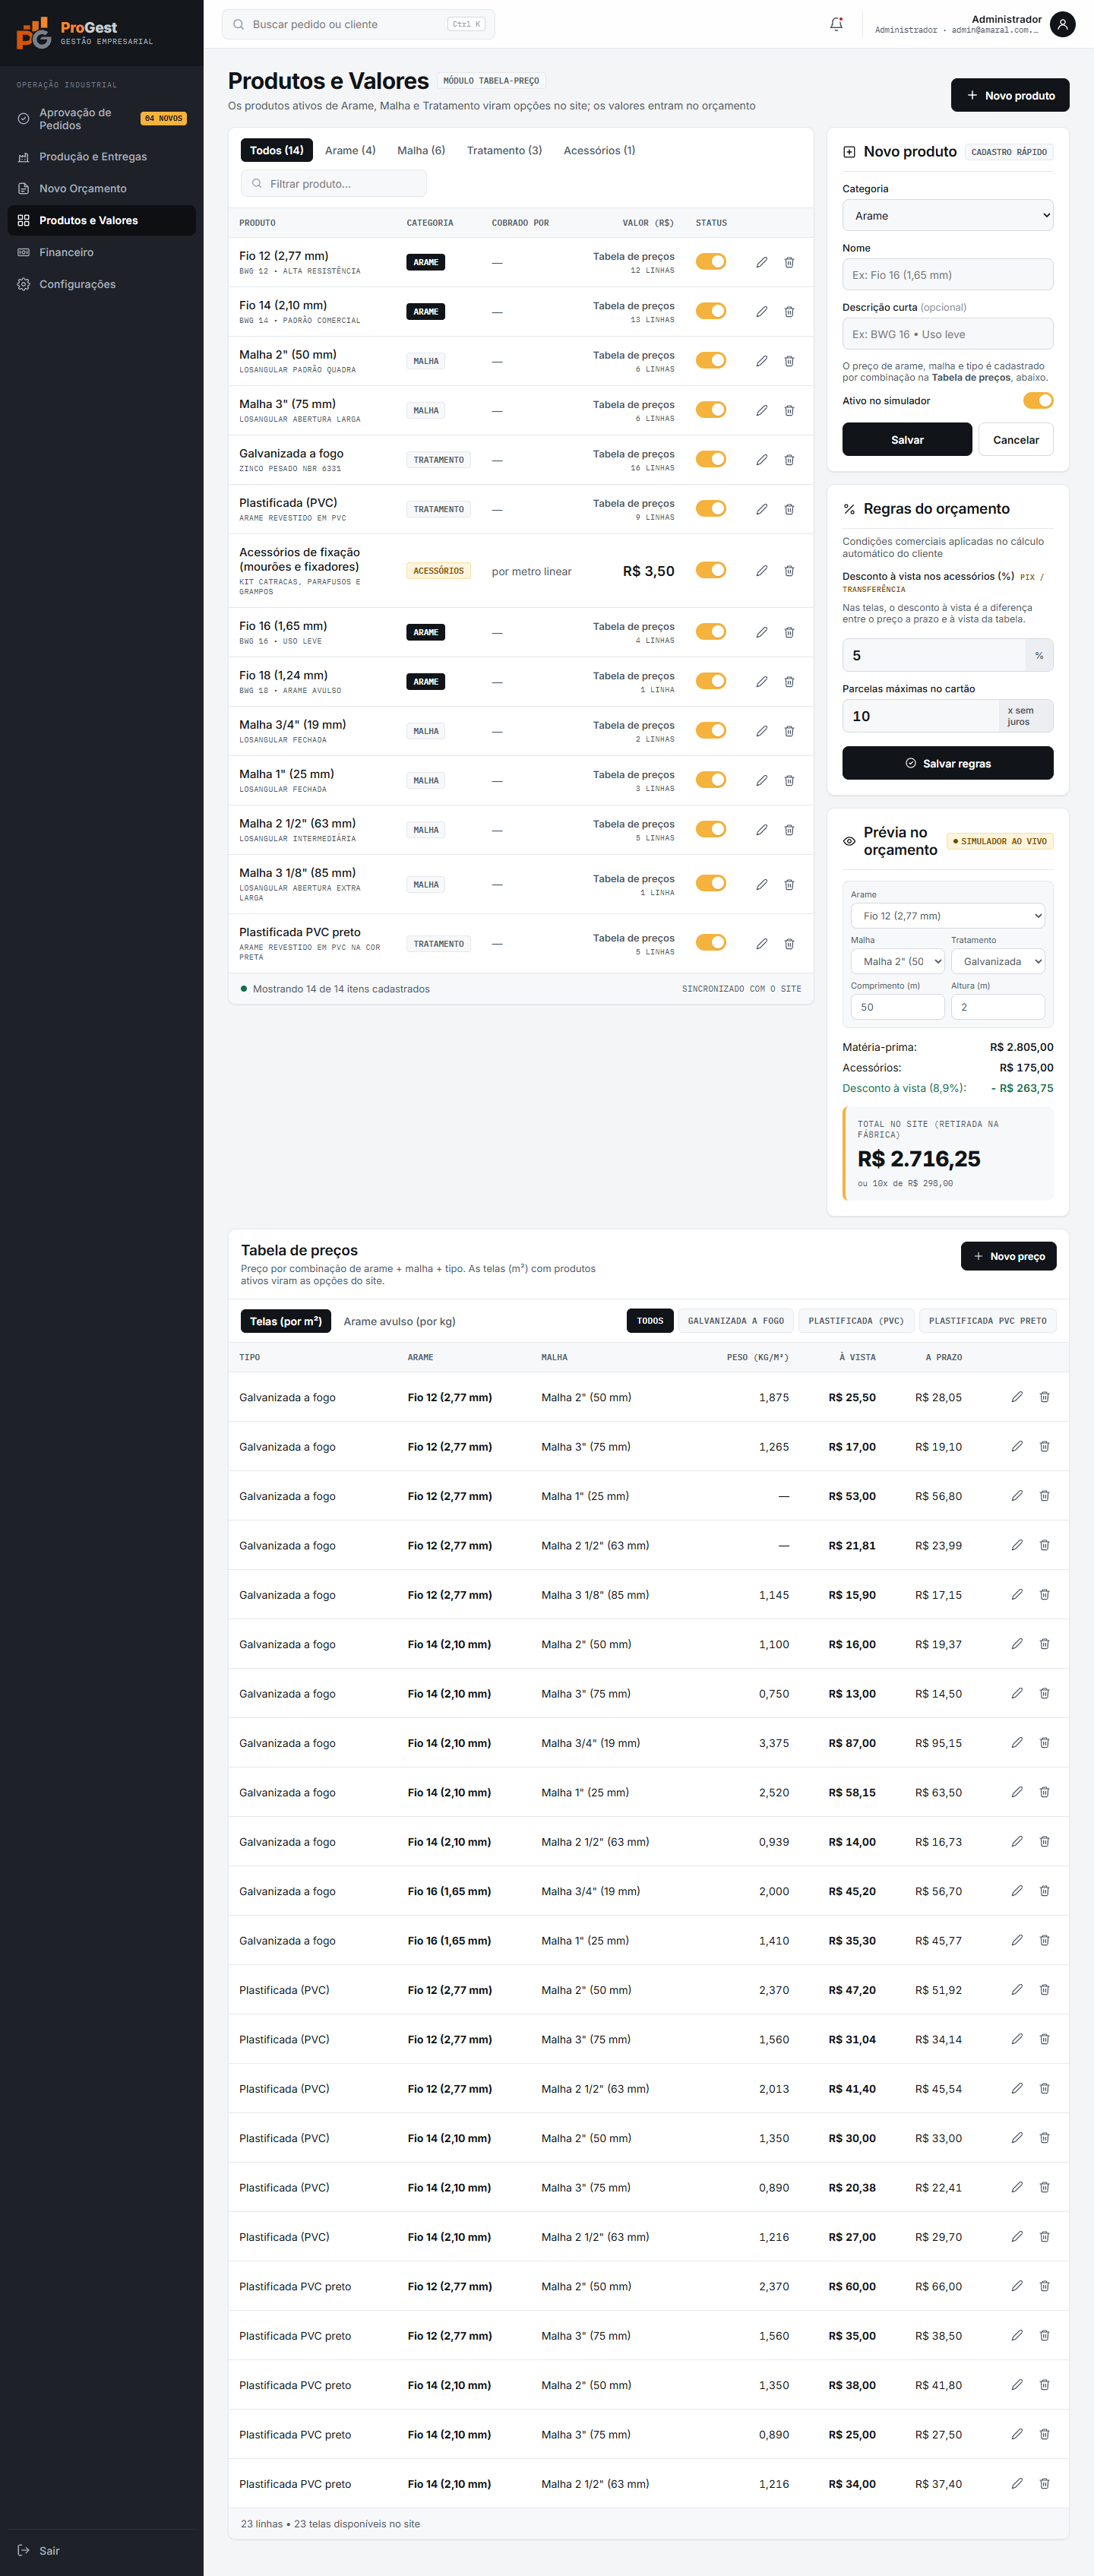 ProGest
GESTÃO EMPRESARIAL
Buscar pedido ou cliente
Ctrl K
Administrador
Administrador · admin@amaral.com.…
OPERAÇÃO INDUSTRIAL
Aprovação de
Pedidos
04 NOVOS
Produção e Entregas
Novo Orçamento
Produtos e Valores
Financeiro
Configurações
Sair
Produtos e Valores
MÓDULO TABELA-PREÇO
Os produtos ativos de Arame, Malha e Tratamento viram opções no site; os valores entram no orçamento
+ Novo produto
Todos (14) Arame (4) Malha (6) Tratamento (3) Acessórios (1)
Filtrar produto...
PRODUTO CATEGORIA COBRADO POR VALOR (R$) STATUS
Fio 12 (2,77 mm)
BWG 12 • ALTA RESISTÊNCIA
ARAME — Tabela de preços
12 LINHAS
Fio 14 (2,10 mm)
BWG 14 • PADRÃO COMERCIAL
ARAME — Tabela de preços
13 LINHAS
Malha 2" (50 mm)
LOSANGULAR PADRÃO QUADRA
MALHA — Tabela de preços
6 LINHAS
Malha 3" (75 mm)
LOSANGULAR ABERTURA LARGA
MALHA — Tabela de preços
6 LINHAS
Galvanizada a fogo
ZINCO PESADO NBR 6331
TRATAMENTO — Tabela de preços
16 LINHAS
Plastificada (PVC)
ARAME REVESTIDO EM PVC
TRATAMENTO — Tabela de preços
9 LINHAS
Acessórios de fixação
(mourões e fixadores)
KIT CATRACAS, PARAFUSOS E
GRAMPOS
ACESSÓRIOS por metro linear R$ 3,50
Fio 16 (1,65 mm)
BWG 16 • USO LEVE
ARAME — Tabela de preços
4 LINHAS
Fio 18 (1,24 mm)
BWG 18 • ARAME AVULSO
ARAME — Tabela de preços
1 LINHA
Malha 3/4" (19 mm)
LOSANGULAR FECHADA
MALHA — Tabela de preços
2 LINHAS
Malha 1" (25 mm)
LOSANGULAR FECHADA
MALHA — Tabela de preços
3 LINHAS
Malha 2 1/2" (63 mm)
LOSANGULAR INTERMEDIÁRIA
MALHA — Tabela de preços
5 LINHAS
Malha 3 1/8" (85 mm)
LOSANGULAR ABERTURA EXTRA
LARGA
MALHA — Tabela de preços
1 LINHA
Plastificada PVC preto
ARAME REVESTIDO EM PVC NA COR
PRETA
TRATAMENTO — Tabela de preços
5 LINHAS
Mostrando 14 de 14 itens cadastrados
SINCRONIZADO COM O SITE
Novo produto
CADASTRO RÁPIDO
Categoria
Arame
Nome
Ex: Fio 16 (1,65 mm)
Descrição curta (opcional)
Ex: BWG 16 • Uso leve
O preço de arame, malha e tipo é cadastrado
por combinação na Tabela de preços, abaixo.
Ativo no simulador
Salvar
Cancelar
Regras do orçamento
Condições comerciais aplicadas no cálculo
automático do cliente
Desconto à vista nos acessórios (%) PIX /
TRANSFERÊNCIA
Nas telas, o desconto à vista é a diferença
entre o preço a prazo e à vista da tabela.
5 %
Parcelas máximas no cartão
10 x sem
juros
Salvar regras
Prévia no
orçamento
SIMULADOR AO VIVO
Arame
Fio 12 (2,77 mm)
Malha Tratamento
Malha 2" (50 Galvanizada
Comprimento (m) Altura (m)
50 2
Matéria-prima: R$ 2.805,00
Acessórios: R$ 175,00
Desconto à vista (8,9%): - R$ 263,75
TOTAL NO SITE (RETIRADA NA
FÁBRICA)
R$ 2.716,25
ou 10x de R$ 298,00
Tabela de preços
Preço por combinação de arame + malha + tipo. As telas (m²) com produtos
ativos viram as opções do site.
+ Novo preço
Telas (por m²) Arame avulso (por kg)
TODOS GALVANIZADA A FOGO PLASTIFICADA (PVC) PLASTIFICADA PVC PRETO
TIPO ARAME MALHA PESO (KG/M²) À VISTA A PRAZO
Galvanizada a fogo Fio 12 (2,77 mm) Malha 2" (50 mm) 1,875 R$ 25,50 R$ 28,05
Galvanizada a fogo Fio 12 (2,77 mm) Malha 3" (75 mm) 1,265 R$ 17,00 R$ 19,10
Galvanizada a fogo Fio 12 (2,77 mm) Malha 1" (25 mm) — R$ 53,00 R$ 56,80
Galvanizada a fogo Fio 12 (2,77 mm) Malha 2 1/2" (63 mm) — R$ 21,81 R$ 23,99
Galvanizada a fogo Fio 12 (2,77 mm) Malha 3 1/8" (85 mm) 1,145 R$ 15,90 R$ 17,15
Galvanizada a fogo Fio 14 (2,10 mm) Malha 2" (50 mm) 1,100 R$ 16,00 R$ 19,37
Galvanizada a fogo Fio 14 (2,10 mm) Malha 3" (75 mm) 0,750 R$ 13,00 R$ 14,50
Galvanizada a fogo Fio 14 (2,10 mm) Malha 3/4" (19 mm) 3,375 R$ 87,00 R$ 95,15
Galvanizada a fogo Fio 14 (2,10 mm) Malha 1" (25 mm) 2,520 R$ 58,15 R$ 63,50
Galvanizada a fogo Fio 14 (2,10 mm) Malha 2 1/2" (63 mm) 0,939 R$ 14,00 R$ 16,73
Galvanizada a fogo Fio 16 (1,65 mm) Malha 3/4" (19 mm) 2,000 R$ 45,20 R$ 56,70
Galvanizada a fogo Fio 16 (1,65 mm) Malha 1" (25 mm) 1,410 R$ 35,30 R$ 45,77
Plastificada (PVC) Fio 12 (2,77 mm) Malha 2" (50 mm) 2,370 R$ 47,20 R$ 51,92
Plastificada (PVC) Fio 12 (2,77 mm) Malha 3" (75 mm) 1,560 R$ 31,04 R$ 34,14
Plastificada (PVC) Fio 12 (2,77 mm) Malha 2 1/2" (63 mm) 2,013 R$ 41,40 R$ 45,54
Plastificada (PVC) Fio 14 (2,10 mm) Malha 2" (50 mm) 1,350 R$ 30,00 R$ 33,00
Plastificada (PVC) Fio 14 (2,10 mm) Malha 3" (75 mm) 0,890 R$ 20,38 R$ 22,41
Plastificada (PVC) Fio 14 (2,10 mm) Malha 2 1/2" (63 mm) 1,216 R$ 27,00 R$ 29,70
Plastificada PVC preto Fio 12 (2,77 mm) Malha 2" (50 mm) 2,370 R$ 60,00 R$ 66,00
Plastificada PVC preto Fio 12 (2,77 mm) Malha 3" (75 mm) 1,560 R$ 35,00 R$ 38,50
Plastificada PVC preto Fio 14 (2,10 mm) Malha 2" (50 mm) 1,350 R$ 38,00 R$ 41,80
Plastificada PVC preto Fio 14 (2,10 mm) Malha 3" (75 mm) 0,890 R$ 25,00 R$ 27,50
Plastificada PVC preto Fio 14 (2,10 mm) Malha 2 1/2" (63 mm) 1,216 R$ 34,00 R$ 37,40
23 linhas • 23 telas disponíveis no site